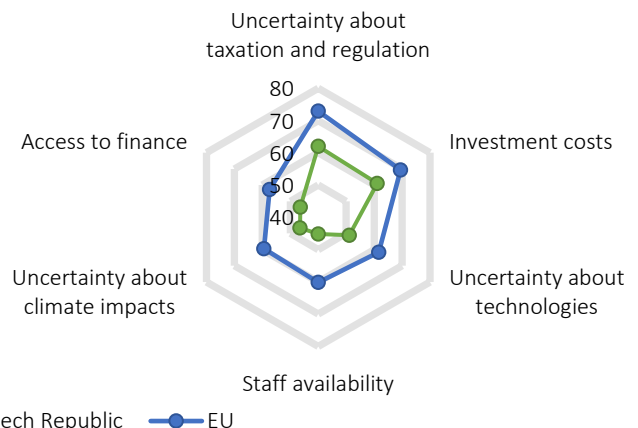 Uncertainty about
taxation and regulation
80
70
60
50
40
Access to finance
Investment costs
Uncertainty about
climate impacts
Uncertainty about
technologies
Staff availability
ech Republic
EU